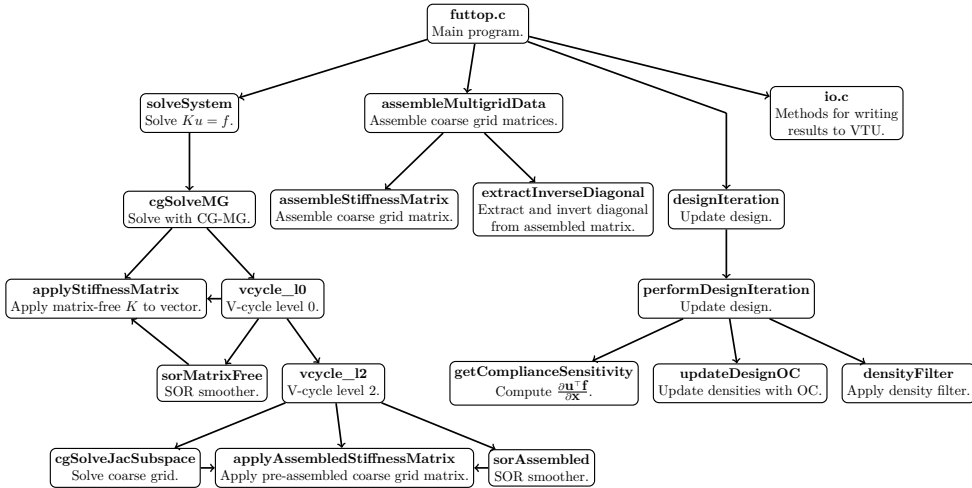 futtop.c
Main program.
solveSystem
Solve Ku = f.
assembleMultigridData
Assemble coarse grid matrices.
io.c
Methods for writing
results to VTU.
cgSolveMG
Solve with CG-MG.
assembleStiffnessMatrix
Assemble coarse grid matrix.
extractInverseDiagonal
Extract and invert diagonal
from assembled matrix.
designIteration
Update design.
applyStiffnessMatrix
Apply matrix-free K to vector.
vcycle_l0
V-cycle level 0.
performDesignIteration
Update design.
sorMatrixFree
SOR smoother.
vcycle_l2
V-cycle level 2.
getComplianceSensitivity
Compute ∂u⊤f/∂x.
updateDesignOC
Update densities with OC.
densityFilter
Apply density filter.
cgSolveJacSubspace
Solve coarse grid.
applyAssembledStiffnessMatrix
Apply pre-assembled coarse grid matrix.
sorAssembled
SOR smoother.